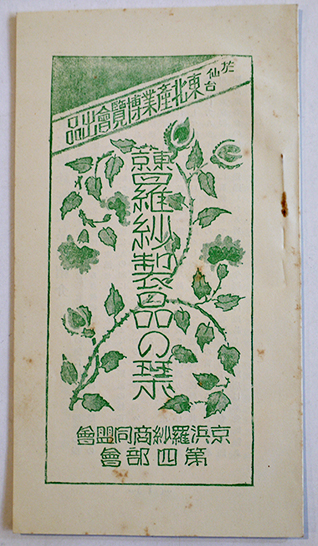 於仙台
東北産業博覽會出品
東京
羅紗製品の栞
京浜羅紗商同盟會
第四部會